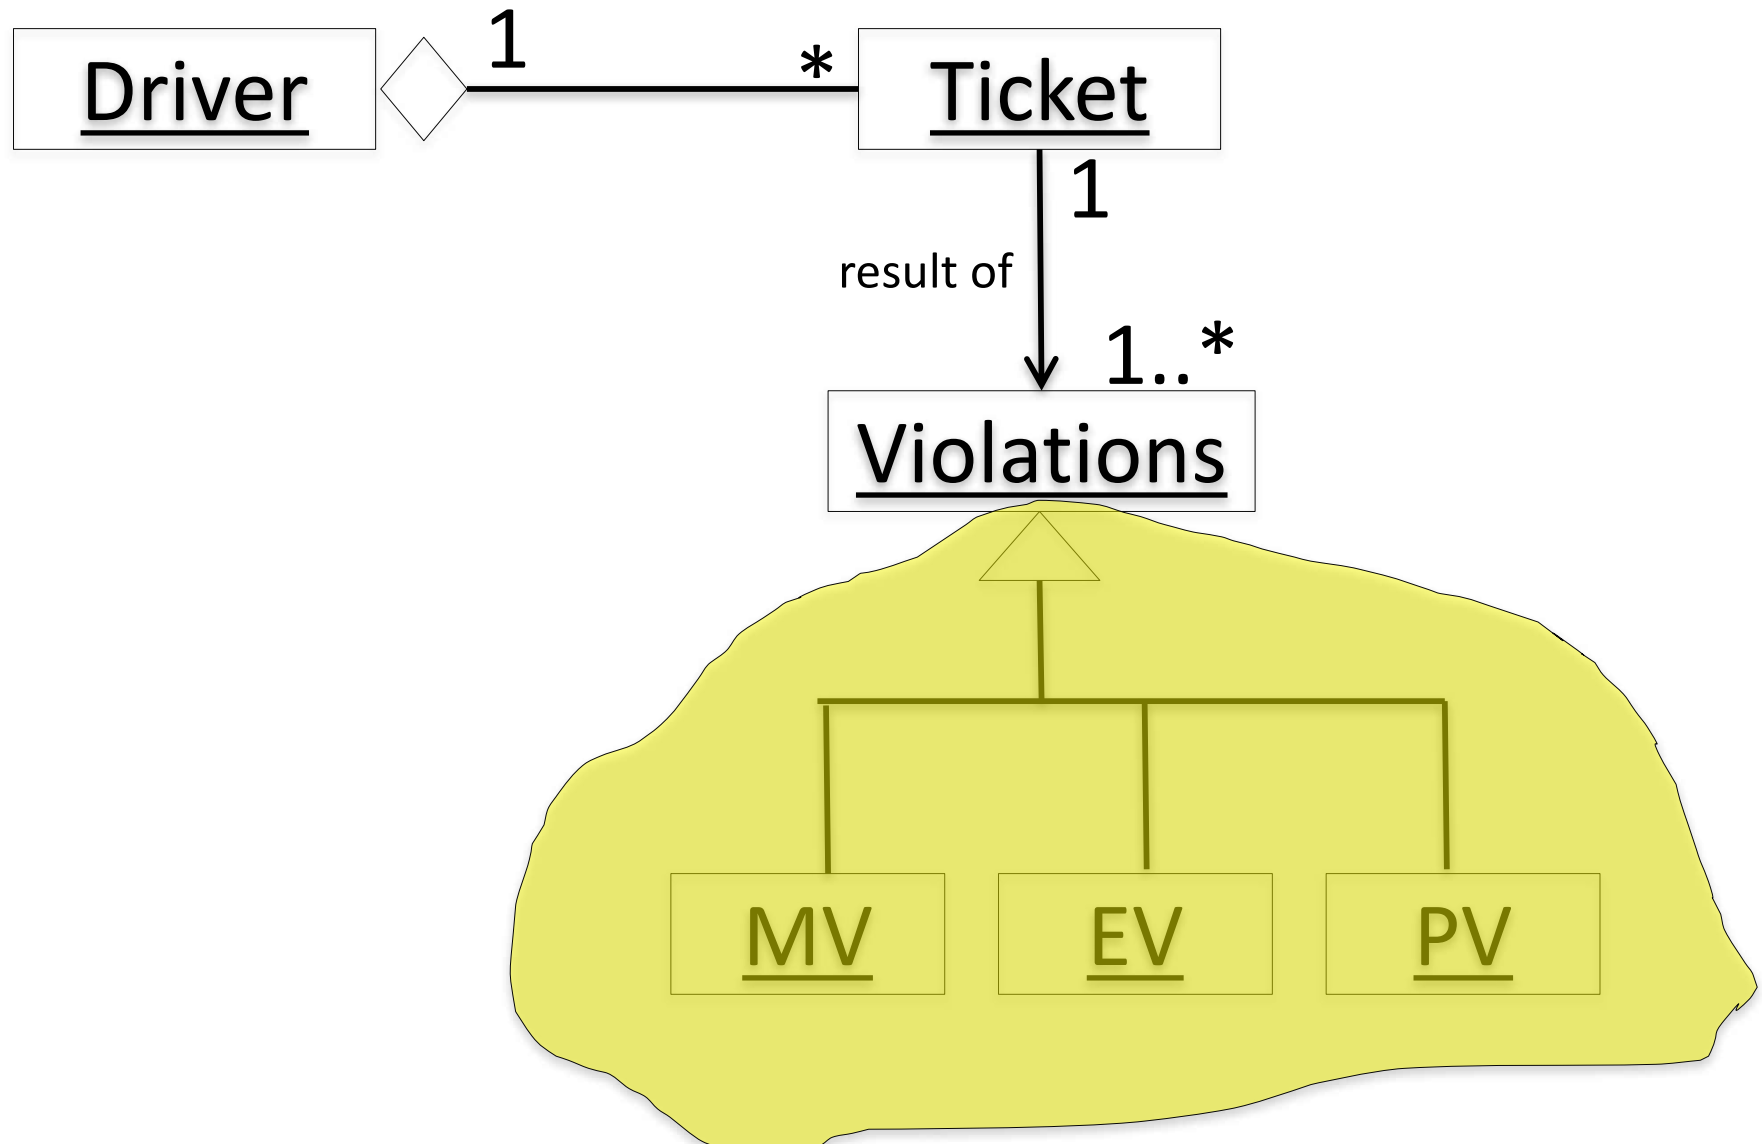 Driver 1 * Ticket
1
result of
1..*
Violations
MV EV PV